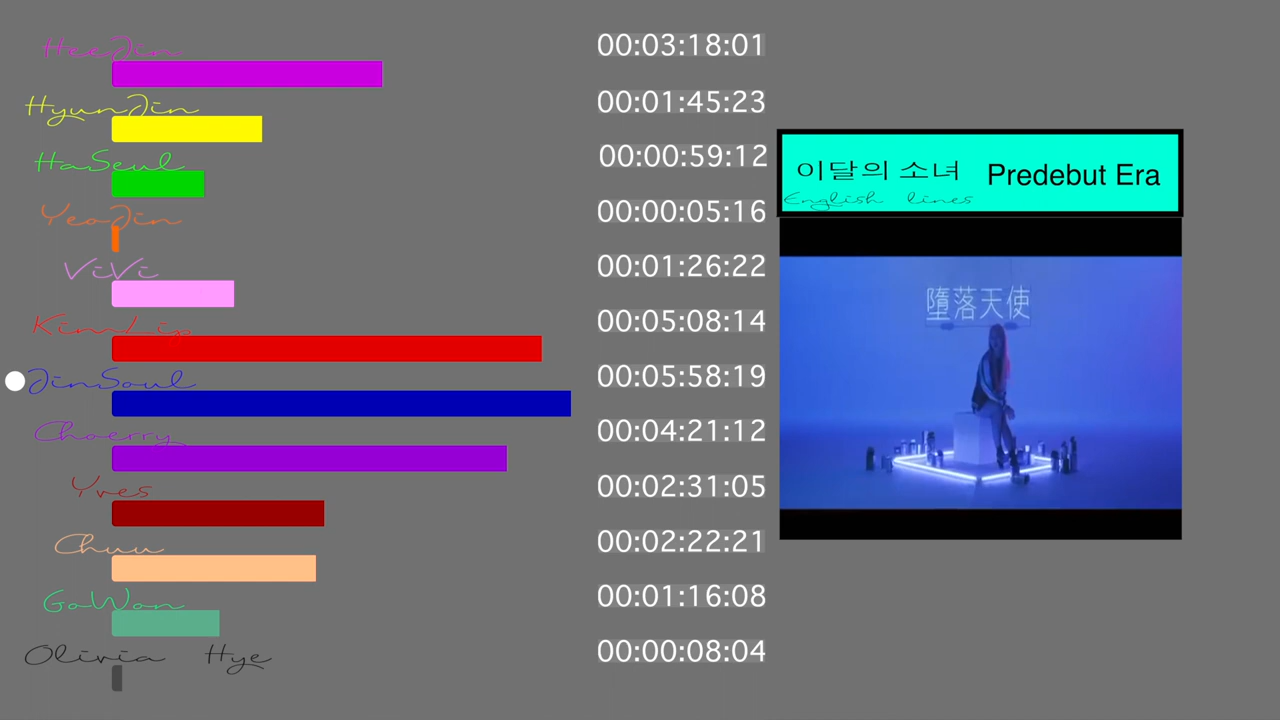 HeeJin
00:03:18:01
HyunJin
00:01:45:23
HaSeul
00:00:59:12
YeoJin
00:00:05:16
ViVi
00:01:26:22
Kim Lip
00:05:08:14
JinSoul
00:05:58:19
Choerry
00:04:21:12
Yves
00:02:31:05
Chuu
00:02:22:21
GoWon
00:01:16:08
Olivia Hye
00:00:08:04
이달의 소녀 Predebut Era
English lines
墮落天使